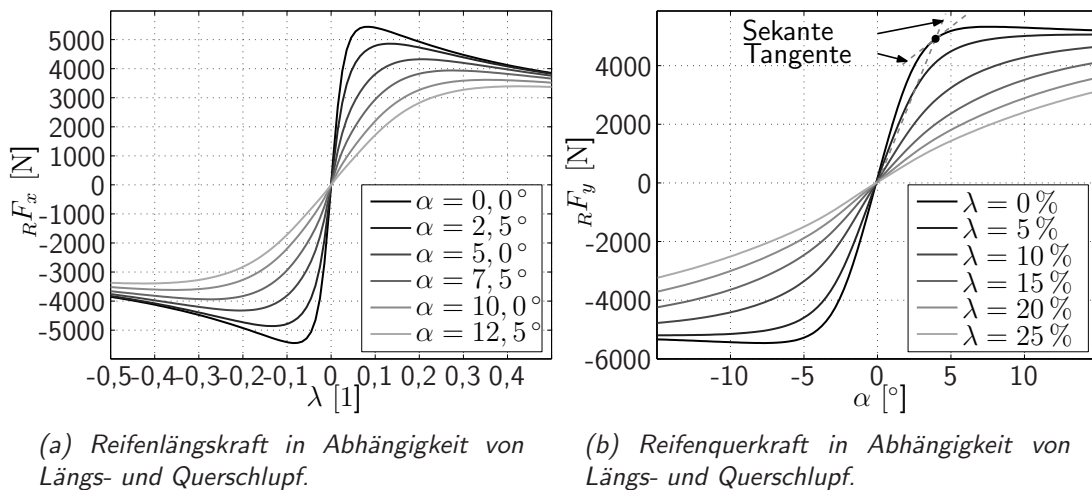 5000
4000
3000
2000
1000
0
-1000
-2000
-3000
-4000
-5000
-0,5 -0,4 -0,3 -0,2 -0,1 0 0,1 0,2 0,3 0,4
λ [1]
RFx [N]
α = 0,0°
α = 2,5°
α = 5,0°
α = 7,5°
α = 10,0°
α = 12,5°
(a) Reifenlängskraft in Abhängigkeit von
Längs- und Querschlupf.
Sekante
Tangente
4000
2000
0
-2000
-4000
-6000
-10 -5 0 5 10
α [°]
RFy [N]
λ = 0 %
λ = 5 %
λ = 10 %
λ = 15 %
λ = 20 %
λ = 25 %
(b) Reifenquerkraft in Abhängigkeit von
Längs- und Querschlupf.